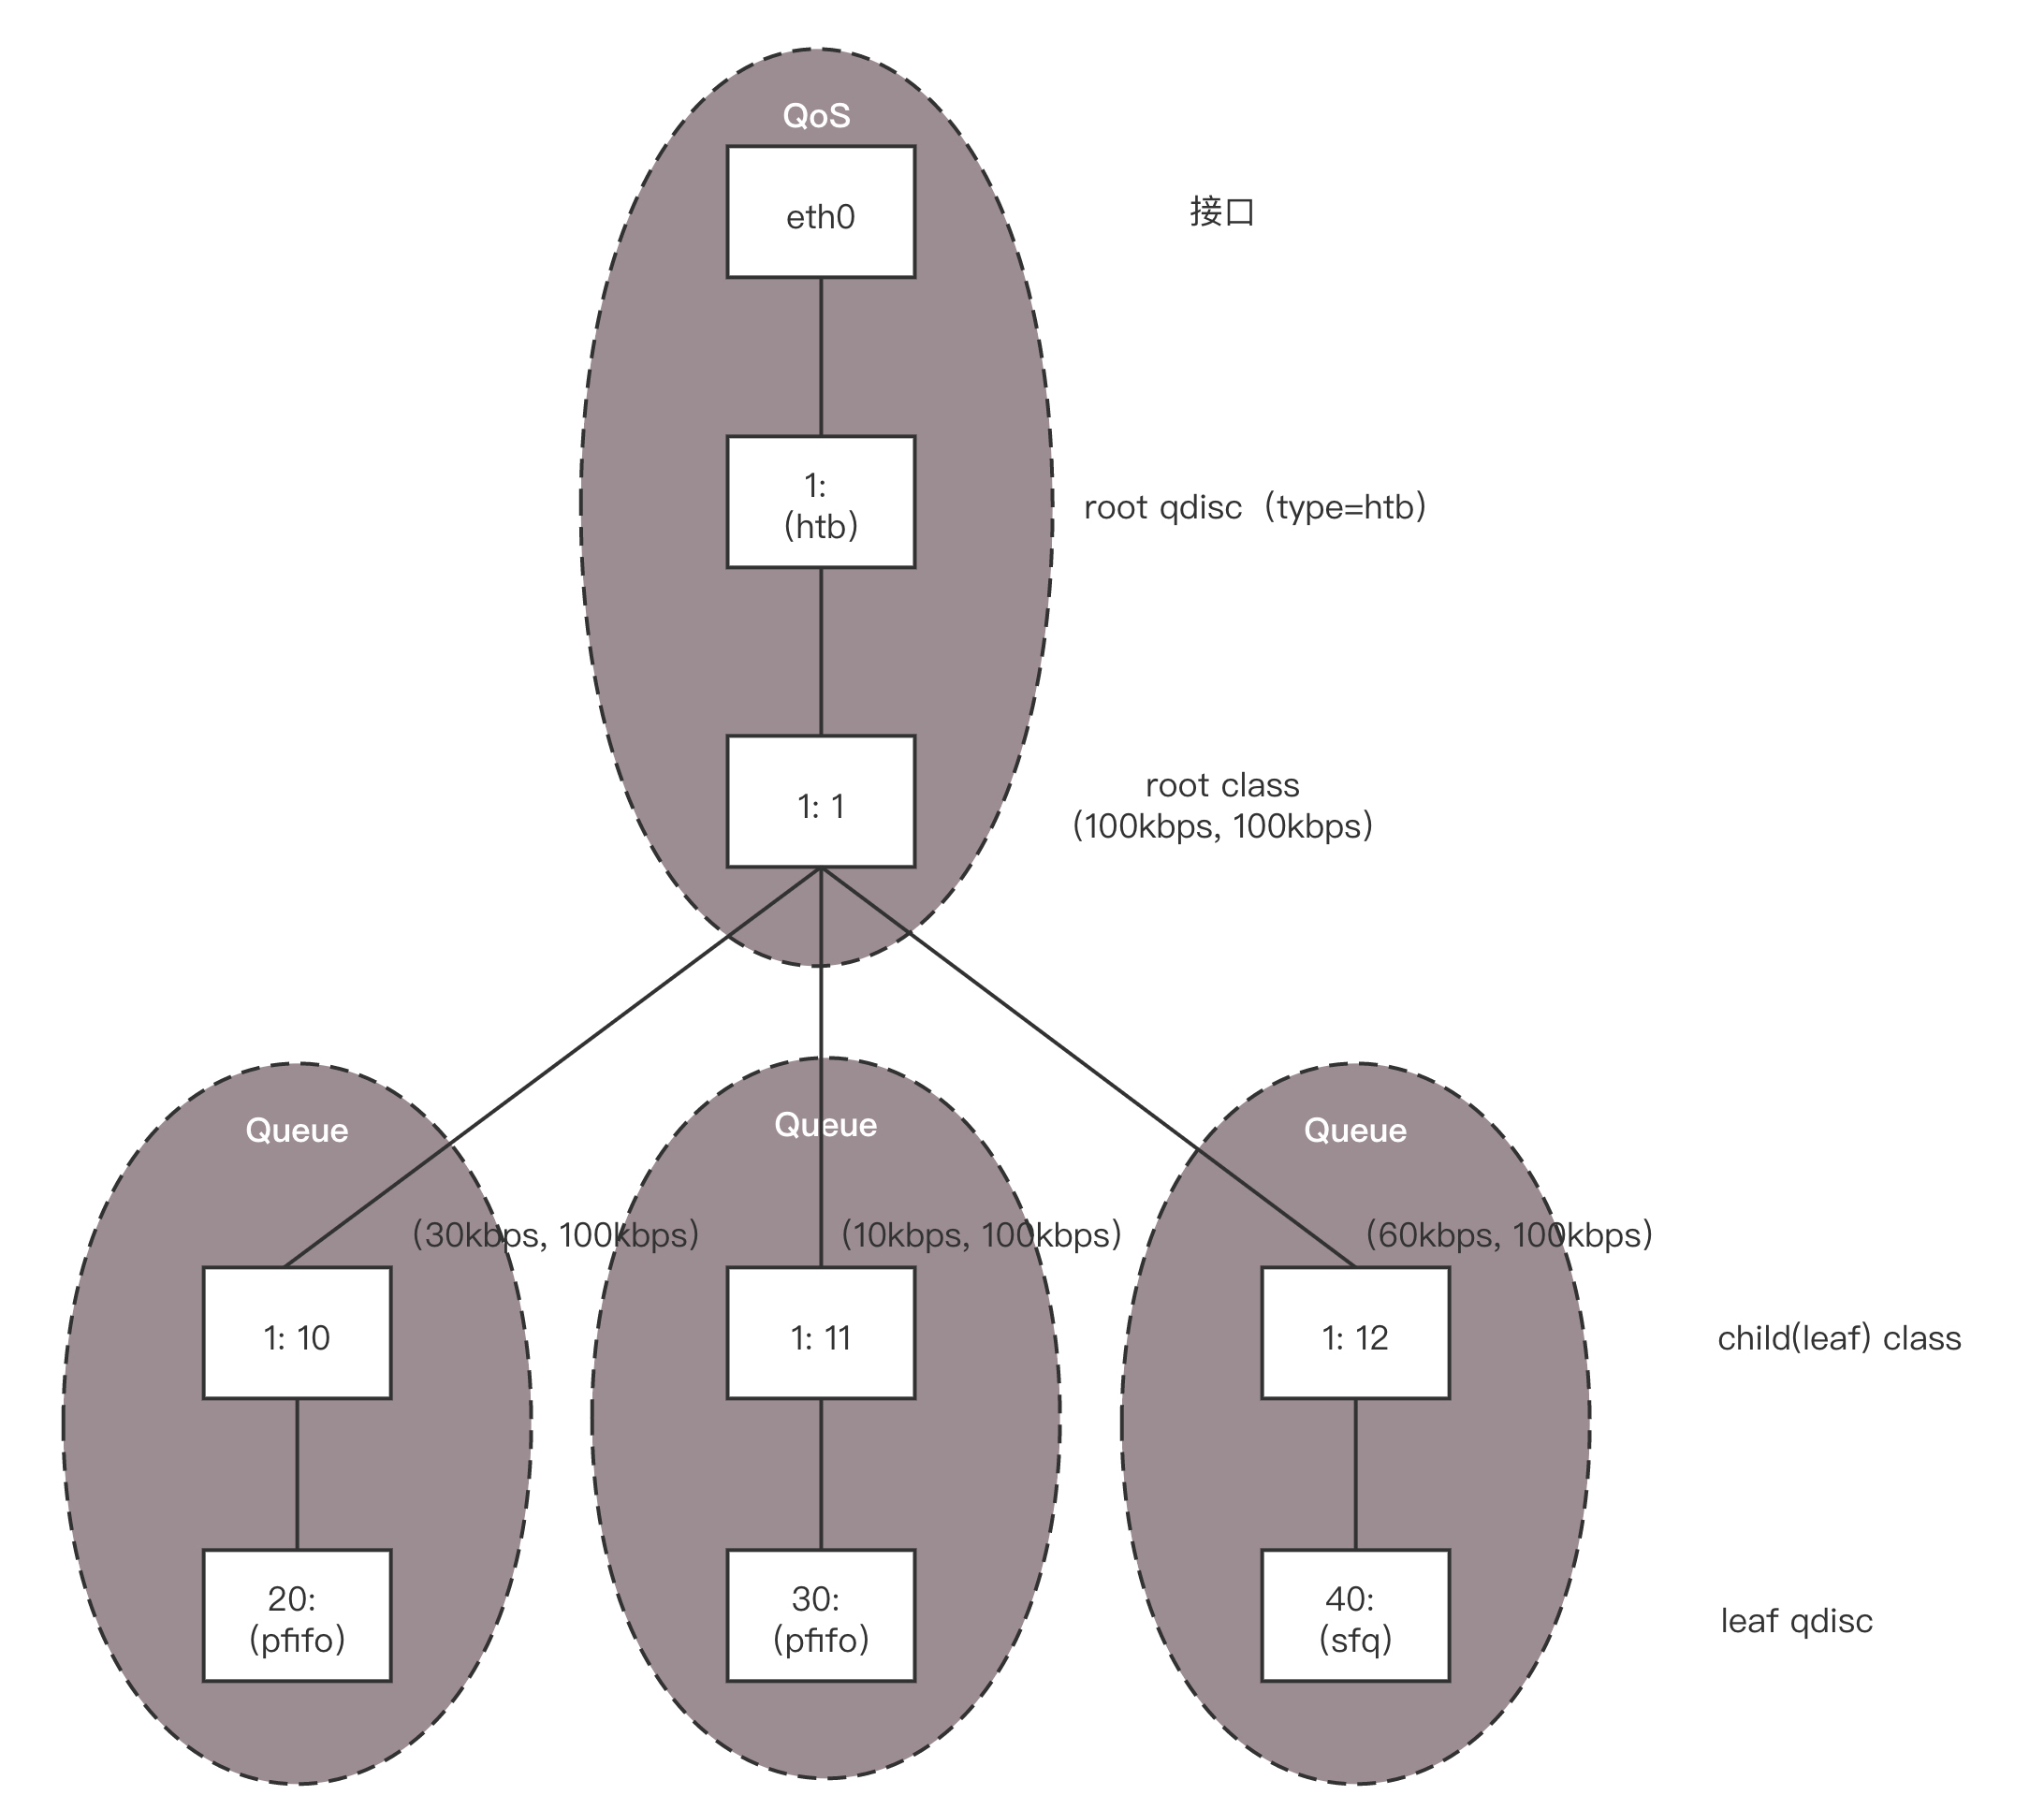 QoS
eth0
接口
1:
(htb)
root qdisc（type=htb）
1: 1
root class
(100kbps, 100kbps)
Queue
Queue
Queue
(30kbps, 100kbps)
(10kbps, 100kbps)
(60kbps, 100kbps)
1: 10
1: 11
1: 12
child(leaf) class
20:
(pfifo)
30:
(pfifo)
40:
(sfq)
leaf qdisc